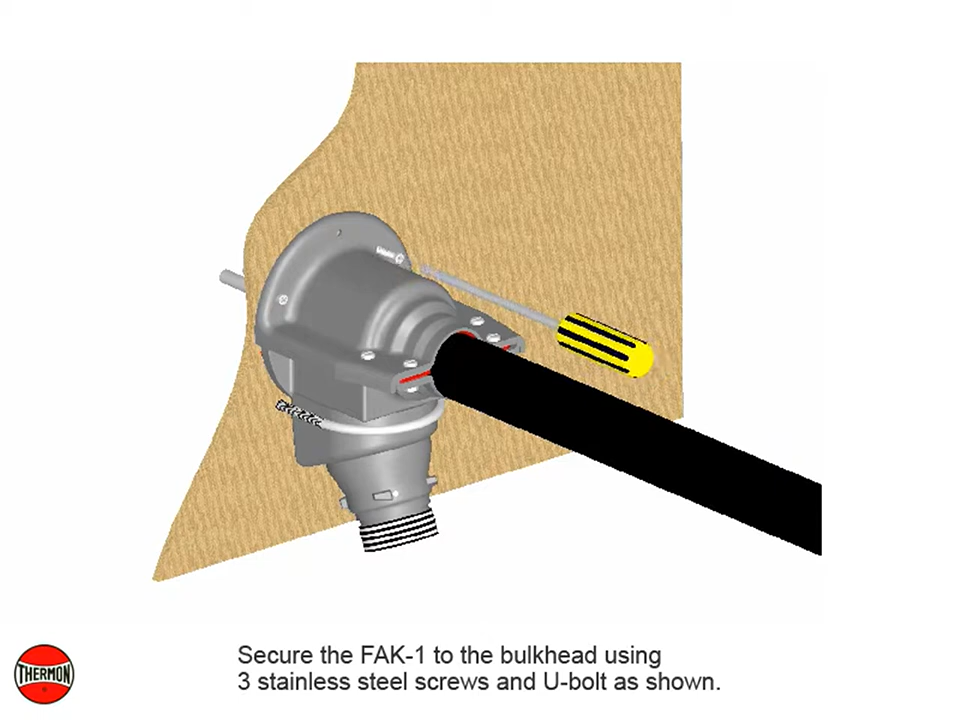 THERMON
Secure the FAK-1 to the bulkhead using
3 stainless steel screws and U-bolt as shown.